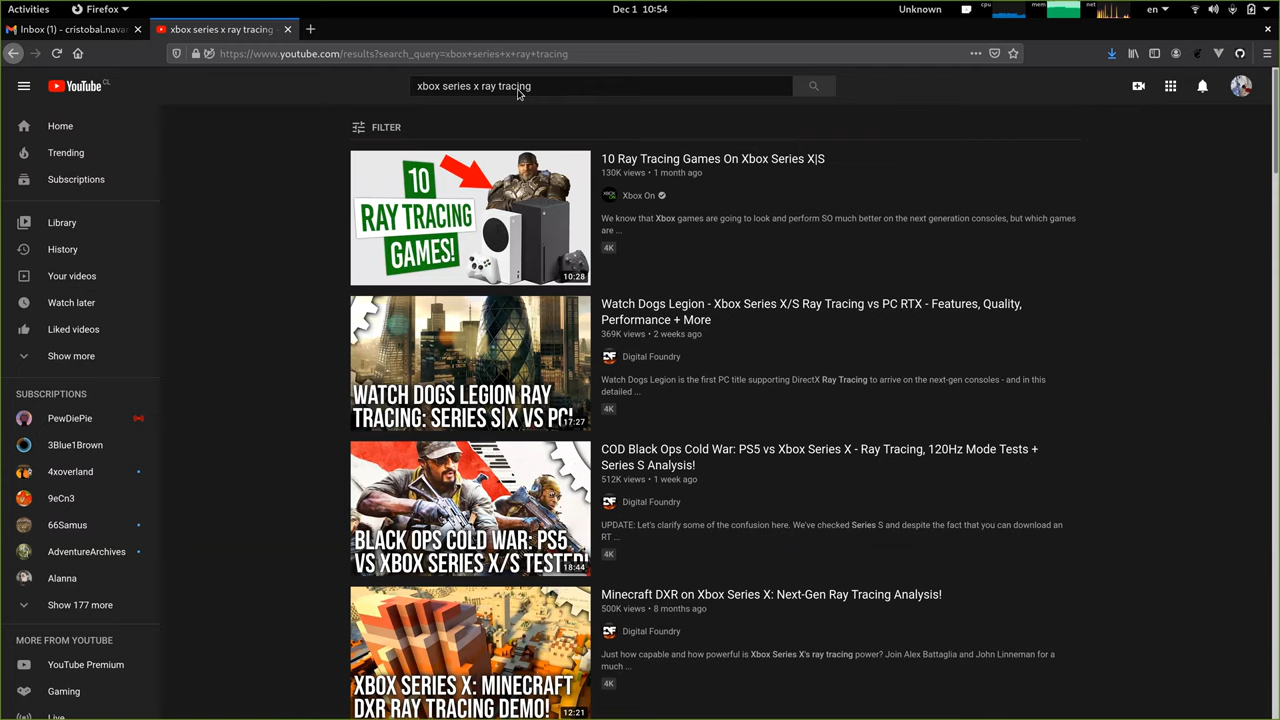 Activities
Firefox
Dec 1 10:54
Unknown
cpu
mem
net
en
Inbox (1) - cristobal.nava
xbox series x ray tracing
https://www.youtube.com/results?search_query=xbox+series+x+ray+tracing
YouTube CL
xbox series x ray tracing
Home
Trending
Subscriptions
Library
History
Your videos
Watch later
Liked videos
Show more
SUBSCRIPTIONS
PewDiePie
3Blue1Brown
4xoverland
9eCn3
66Samus
AdventureArchives
Alanna
Show 177 more
MORE FROM YOUTUBE
YouTube Premium
Gaming
Live
FILTER
10
RAY TRACING
GAMES!
10:28
10 Ray Tracing Games On Xbox Series X|S
130K views • 1 month ago
XBOX ON
Xbox On
We know that Xbox games are going to look and perform SO much better on the next generation consoles, but which games
are ...
4K
WATCH DOGS LEGION RAY
TRACING: SERIES S|X VS PC!
17:27
Watch Dogs Legion - Xbox Series X/S Ray Tracing vs PC RTX - Features, Quality,
Performance + More
369K views • 2 weeks ago
DF
Digital Foundry
Watch Dogs Legion is the first PC title supporting DirectX Ray Tracing to arrive on the next-gen consoles - and in this
detailed ...
4K
BLACK OPS COLD WAR: PS5
VS XBOX SERIES X/S TESTED!
18:44
COD Black Ops Cold War: PS5 vs Xbox Series X - Ray Tracing, 120Hz Mode Tests +
Series S Analysis!
512K views • 1 week ago
DF
Digital Foundry
UPDATE: Let's clarify some of the confusion here. We've checked Series S and despite the fact that you can download an
RT ...
4K
XBOX SERIES X: MINECRAFT
DXR RAY TRACING DEMO!
12:21
Minecraft DXR on Xbox Series X: Next-Gen Ray Tracing Analysis!
500K views • 8 months ago
DF
Digital Foundry
Just how capable and how powerful is Xbox Series X's ray tracing power? Join Alex Battaglia and John Linneman for a
much ...
4K